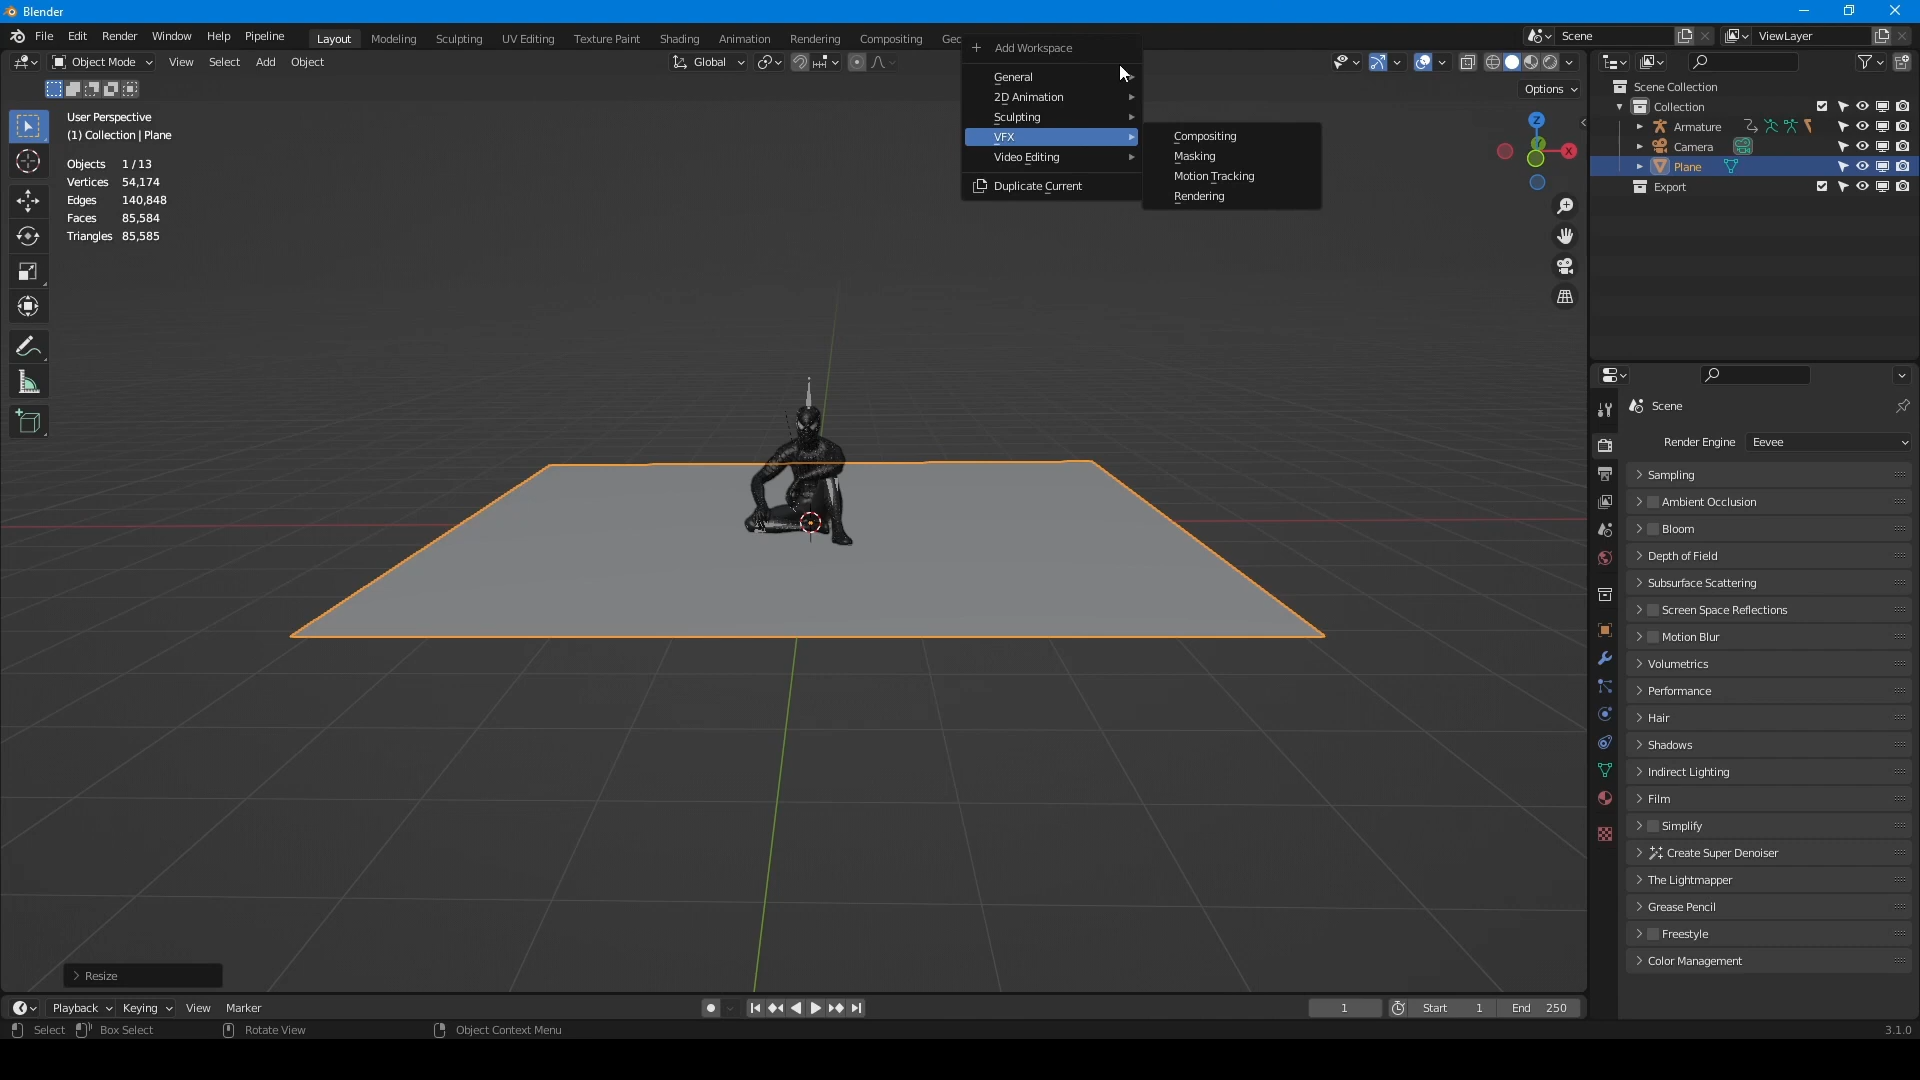 Blender
File Edit Render Window Help Pipeline
Layout Modeling Sculpting UV Editing Texture Paint Shading Animation Rendering Compositing Geo
Scene
ViewLayer
Object Mode View Select Add Object
Global
Options
User Perspective
(1) Collection | Plane
Objects 1 / 13
Vertices 54,174
Edges 140,848
Faces 85,584
Triangles 85,585
Add Workspace
General
2D Animation
Sculpting
VFX
Video Editing
Duplicate Current
Compositing
Masking
Motion Tracking
Rendering
Z
X
Scene Collection
Collection
Armature
Camera
Plane
Export
Scene
Render Engine Eevee
Sampling
Ambient Occlusion
Bloom
Depth of Field
Subsurface Scattering
Screen Space Reflections
Motion Blur
Volumetrics
Performance
Hair
Shadows
Indirect Lighting
Film
Simplify
Create Super Denoiser
The Lightmapper
Grease Pencil
Freestyle
Color Management
Resize
Playback Keying View Marker
1 Start 1 End 250
Select Box Select Rotate View Object Context Menu
3.1.0